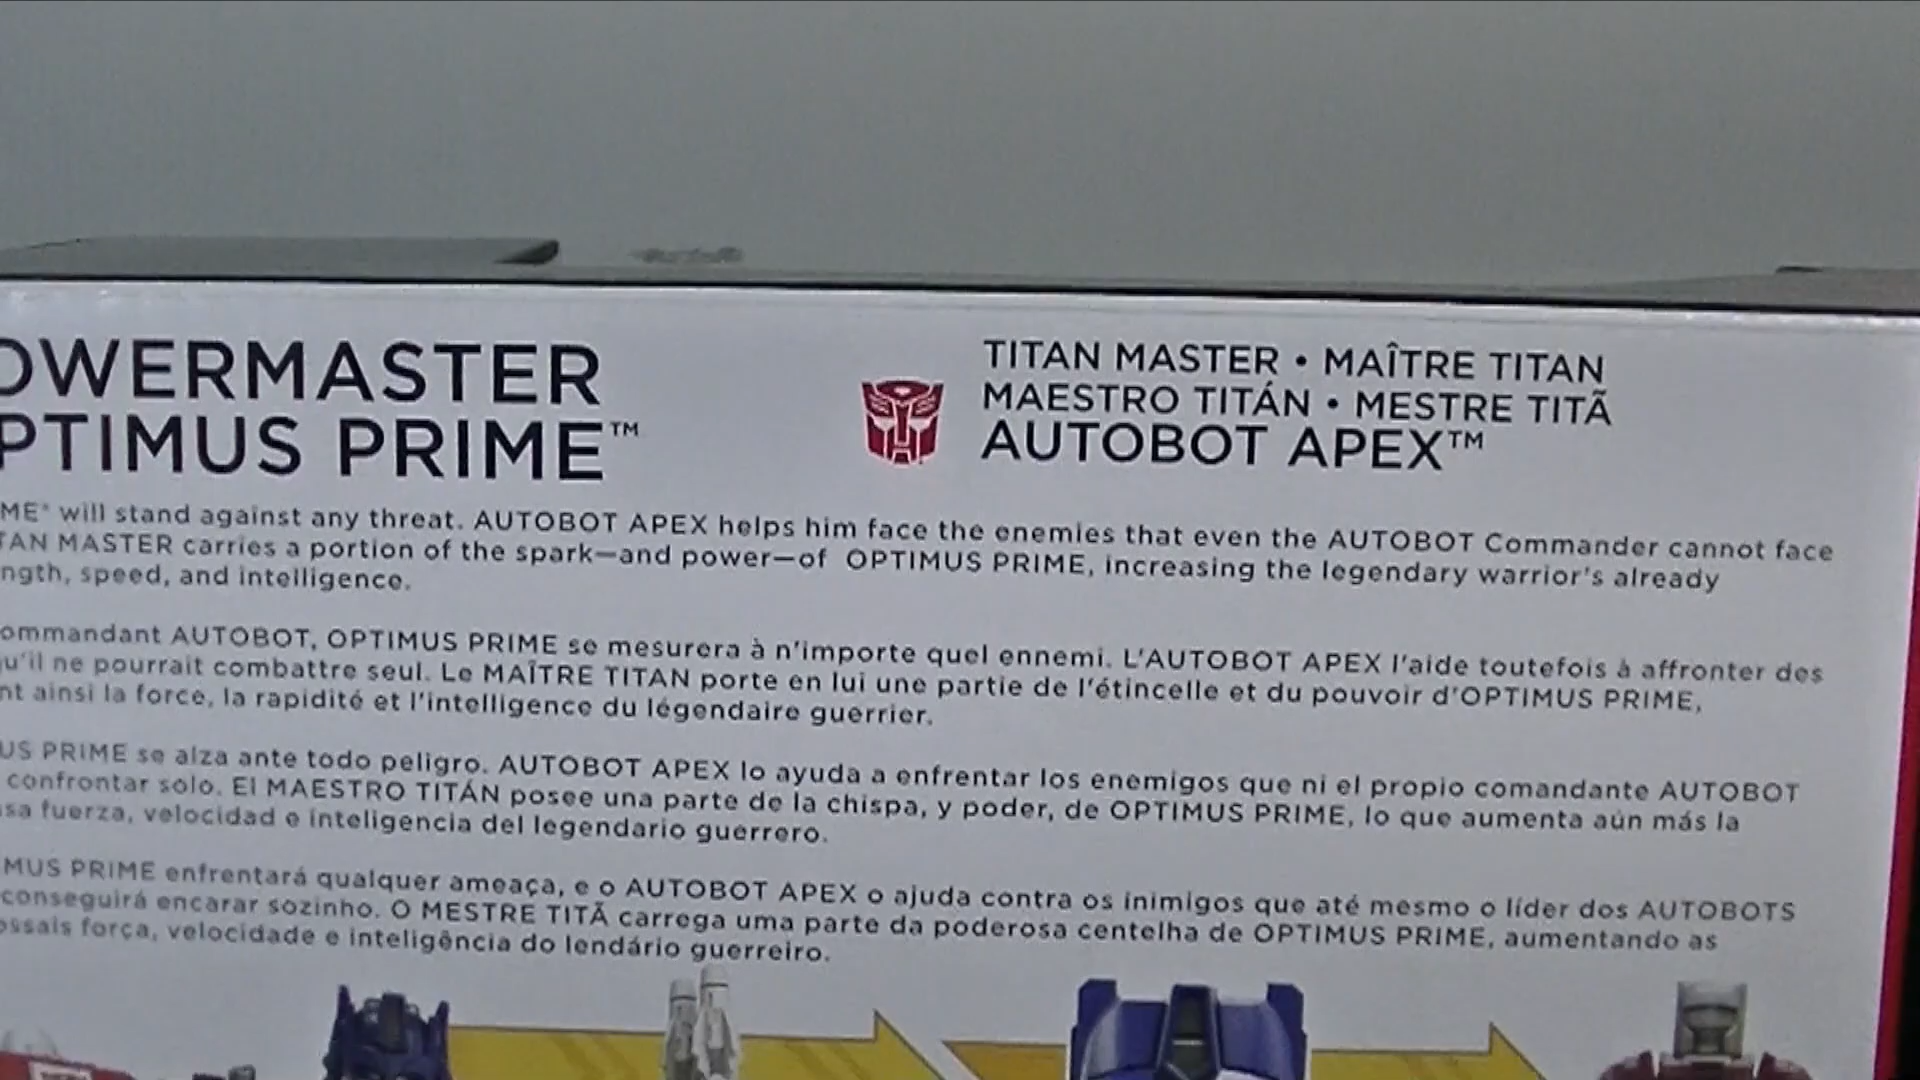 OWERMASTER
PTIMUS PRIME™
TITAN MASTER • MAÎTRE TITAN
MAESTRO TITÁN • MESTRE TITÃ
AUTOBOT APEX™
ME® will stand against any threat. AUTOBOT APEX helps him face the enemies that even the AUTOBOT Commander cannot face
TAN MASTER carries a portion of the spark—and power—of OPTIMUS PRIME, increasing the legendary warrior's already
ngth, speed, and intelligence.
ommandant AUTOBOT, OPTIMUS PRIME se mesurera à n'importe quel ennemi. L'AUTOBOT APEX l'aide toutefois à affronter des
u'il ne pourrait combattre seul. Le MAÎTRE TITAN porte en lui une partie de l'étincelle et du pouvoir d'OPTIMUS PRIME,
nt ainsi la force, la rapidité et l'intelligence du légendaire guerrier.
US PRIME se alza ante todo peligro. AUTOBOT APEX lo ayuda a enfrentar los enemigos que ni el propio comandante AUTOBOT
confrontar solo. El MAESTRO TITÁN posee una parte de la chispa, y poder, de OPTIMUS PRIME, lo que aumenta aún más la
sa fuerza, velocidad e inteligencia del legendario guerrero.
MUS PRIME enfrentará qualquer ameaça, e o AUTOBOT APEX o ajuda contra os inimigos que até mesmo o líder dos AUTOBOTS
conseguirá encarar sozinho. O MESTRE TITÃ carrega uma parte da poderosa centelha de OPTIMUS PRIME, aumentando as
ossais força, velocidade e inteligência do lendário guerreiro.